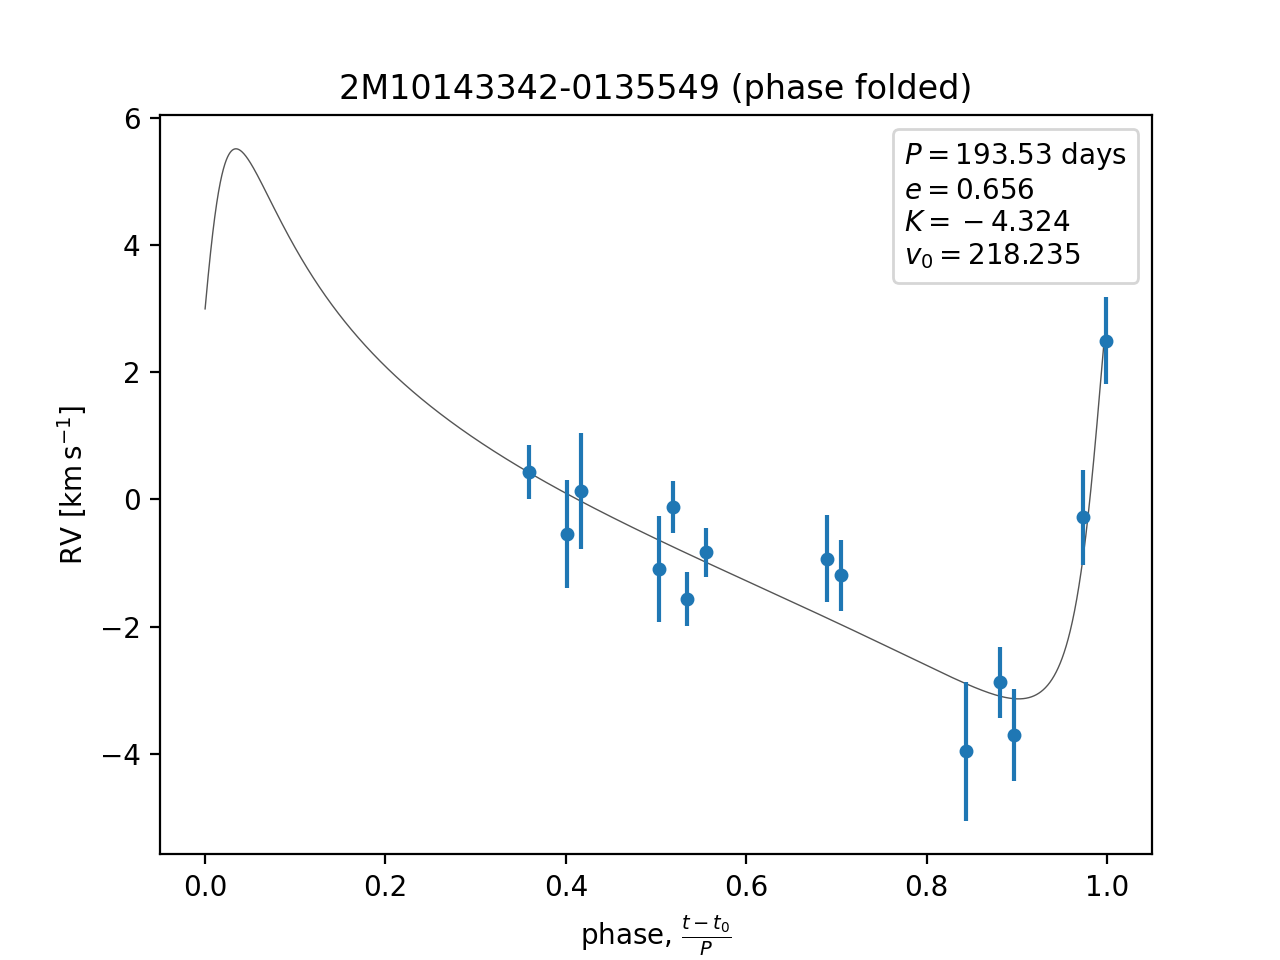 2M10143342-0135549 (phase folded)
P = 193.53 days
e = 0.656
K = −4.324
v₀ = 218.235
RV [km s⁻¹]
6
4
2
0
−2
−4
0.0 0.2 0.4 0.6 0.8 1.0
phase, (t − t₀)/P